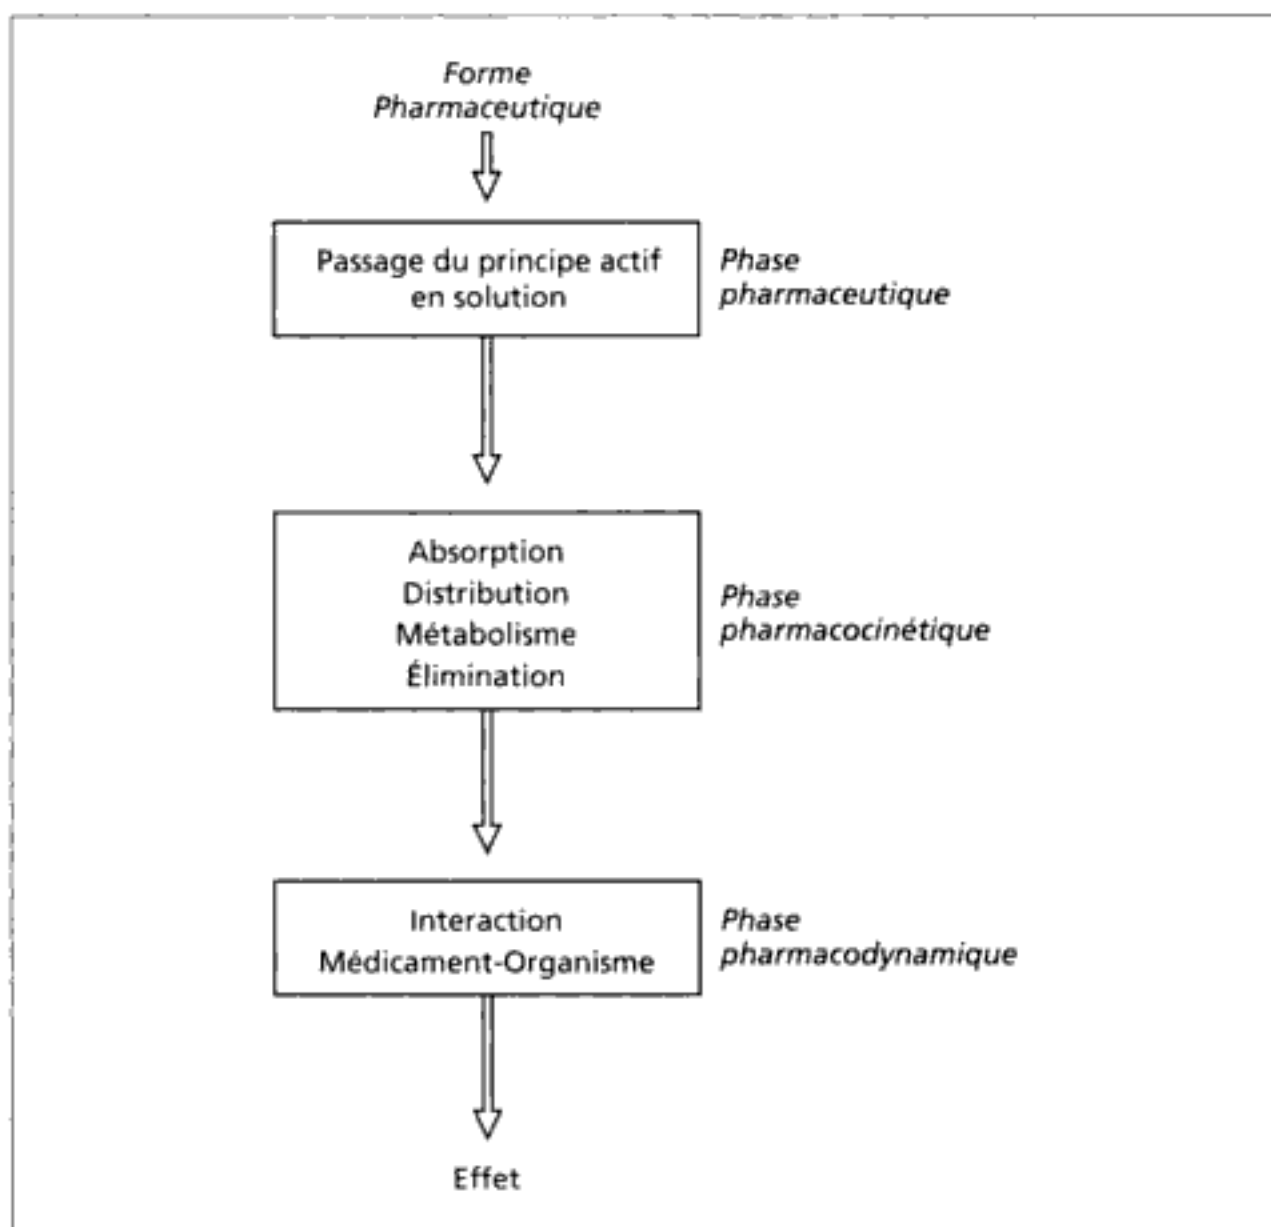 Forme
Pharmaceutique
Passage du principe actif
en solution
Phase
pharmaceutique
Absorption
Distribution
Métabolisme
Élimination
Phase
pharmacocinétique
Interaction
Médicament-Organisme
Phase
pharmacodynamique
Effet